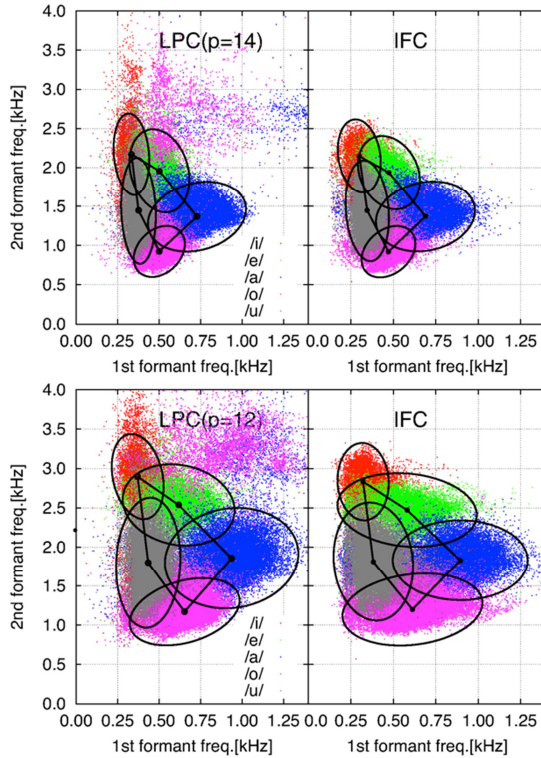 LPC(p=14)
IFC
4.0
3.5
3.0
2.5
2.0
1.5
1.0
0.5
0.0
2nd formant freq.[kHz]
/i/
/e/
/a/
/o/
/u/
0.00 0.25 0.50 0.75 1.00 1.25 0.00 0.25 0.50 0.75 1.00 1.25
1st formant freq.[kHz] 1st formant freq.[kHz]
LPC(p=12)
IFC
4.0
3.5
3.0
2.5
2.0
1.5
1.0
0.5
0.0
2nd formant freq.[kHz]
/i/
/e/
/a/
/o/
/u/
0.00 0.25 0.50 0.75 1.00 1.25 0.00 0.25 0.50 0.75 1.00 1.25
1st formant freq.[kHz] 1st formant freq.[kHz]